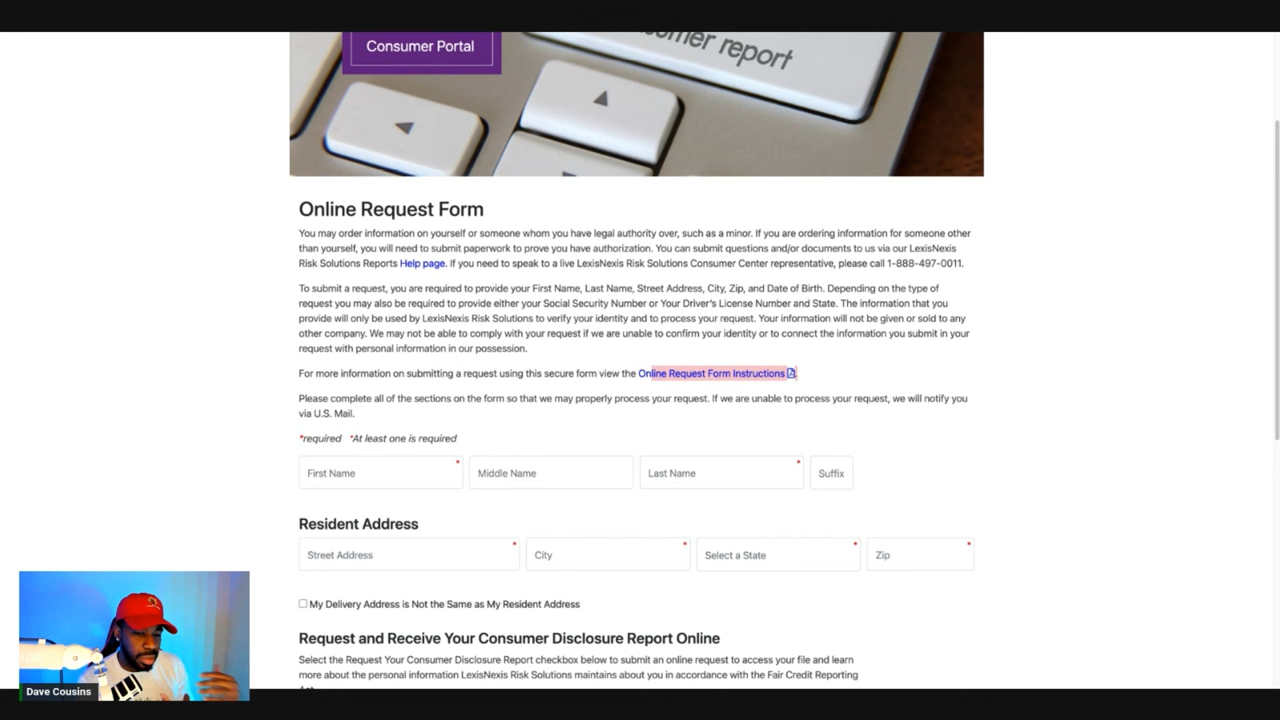 Consumer Portal
report
Online Request Form
You may order information on yourself or someone whom you have legal authority over, such as a minor. If you are ordering information for someone other
than yourself, you will need to submit paperwork to prove you have authorization. You can submit questions and/or documents to us via our LexisNexis
Risk Solutions Reports Help page. If you need to speak to a live LexisNexis Risk Solutions Consumer Center representative, please call 1-888-497-0011.
To submit a request, you are required to provide your First Name, Last Name, Street Address, City, Zip, and Date of Birth. Depending on the type of
request you may also be required to provide either your Social Security Number or Your Driver's License Number and State. The information that you
provide will only be used by LexisNexis Risk Solutions to verify your identity and to process your request. Your information will not be given or sold to any
other company. We may not be able to comply with your request if we are unable to confirm your identity or to connect the information you submit in your
request with personal information in our possession.
For more information on submitting a request using this secure form view the Online Request Form Instructions.
Please complete all of the sections on the form so that we may properly process your request. If we are unable to process your request, we will notify you
via U.S. Mail.
*required *At least one is required
First Name * Middle Name Last Name * Suffix
Resident Address
Street Address * City * Select a State * Zip *
My Delivery Address is Not the Same as My Resident Address
Request and Receive Your Consumer Disclosure Report Online
Select the Request Your Consumer Disclosure Report checkbox below to submit an online request to access your file and learn
more about the personal information LexisNexis Risk Solutions maintains about you in accordance with the Fair Credit Reporting
Dave Cousins